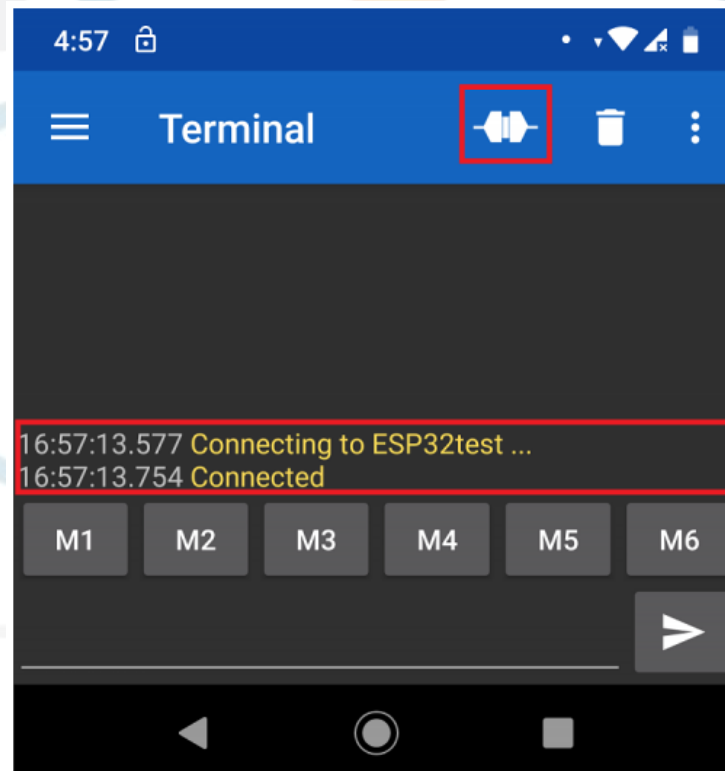 4:57
Terminal
16:57:13.577 Connecting to ESP32test ...
16:57:13.754 Connected
M1 M2 M3 M4 M5 M6